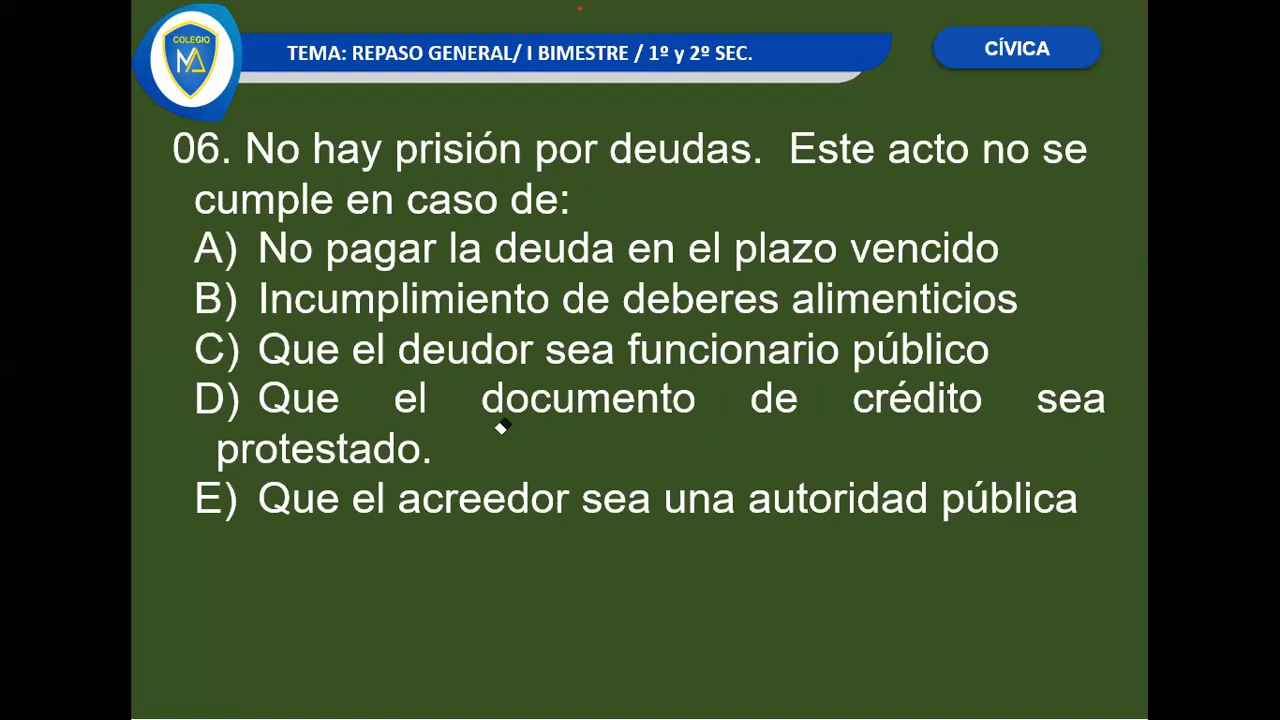 COLEGIO
MA
TEMA: REPASO GENERAL/ I BIMESTRE / 1º y 2º SEC.
CÍVICA
06. No hay prisión por deudas. Este acto no se
cumple en caso de:
A) No pagar la deuda en el plazo vencido
B) Incumplimiento de deberes alimenticios
C) Que el deudor sea funcionario público
D) Que el documento de crédito sea
protestado.
E) Que el acreedor sea una autoridad pública